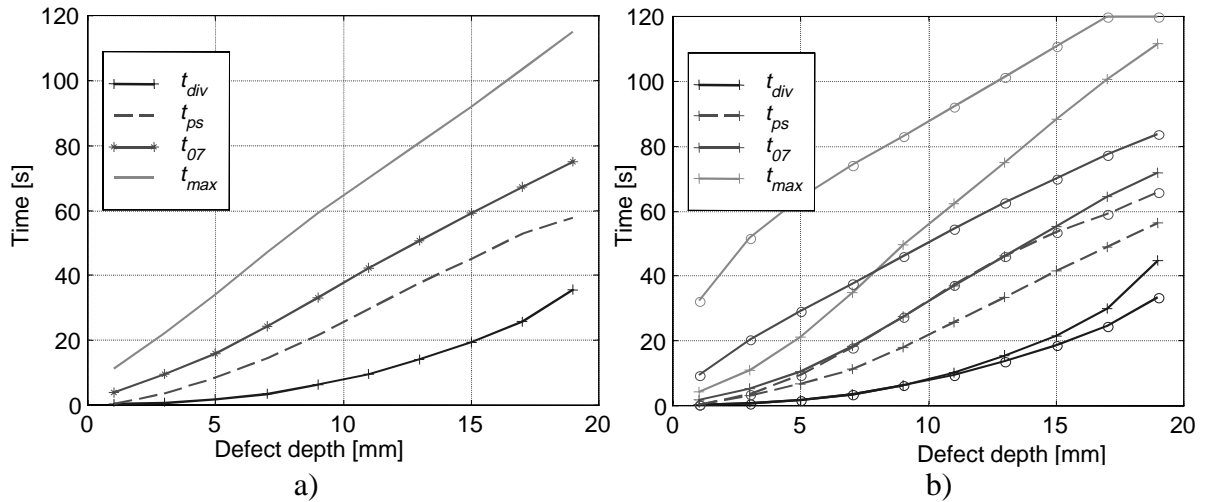 120
100
80
60
40
20
0
Time [s]
t_div
t_ps
t_07
t_max
0 5 10 15 20
Defect depth [mm]
a)
120
100
80
60
40
20
0
Time [s]
t_div
t_ps
t_07
t_max
0 5 10 15 20
Defect depth [mm]
b)